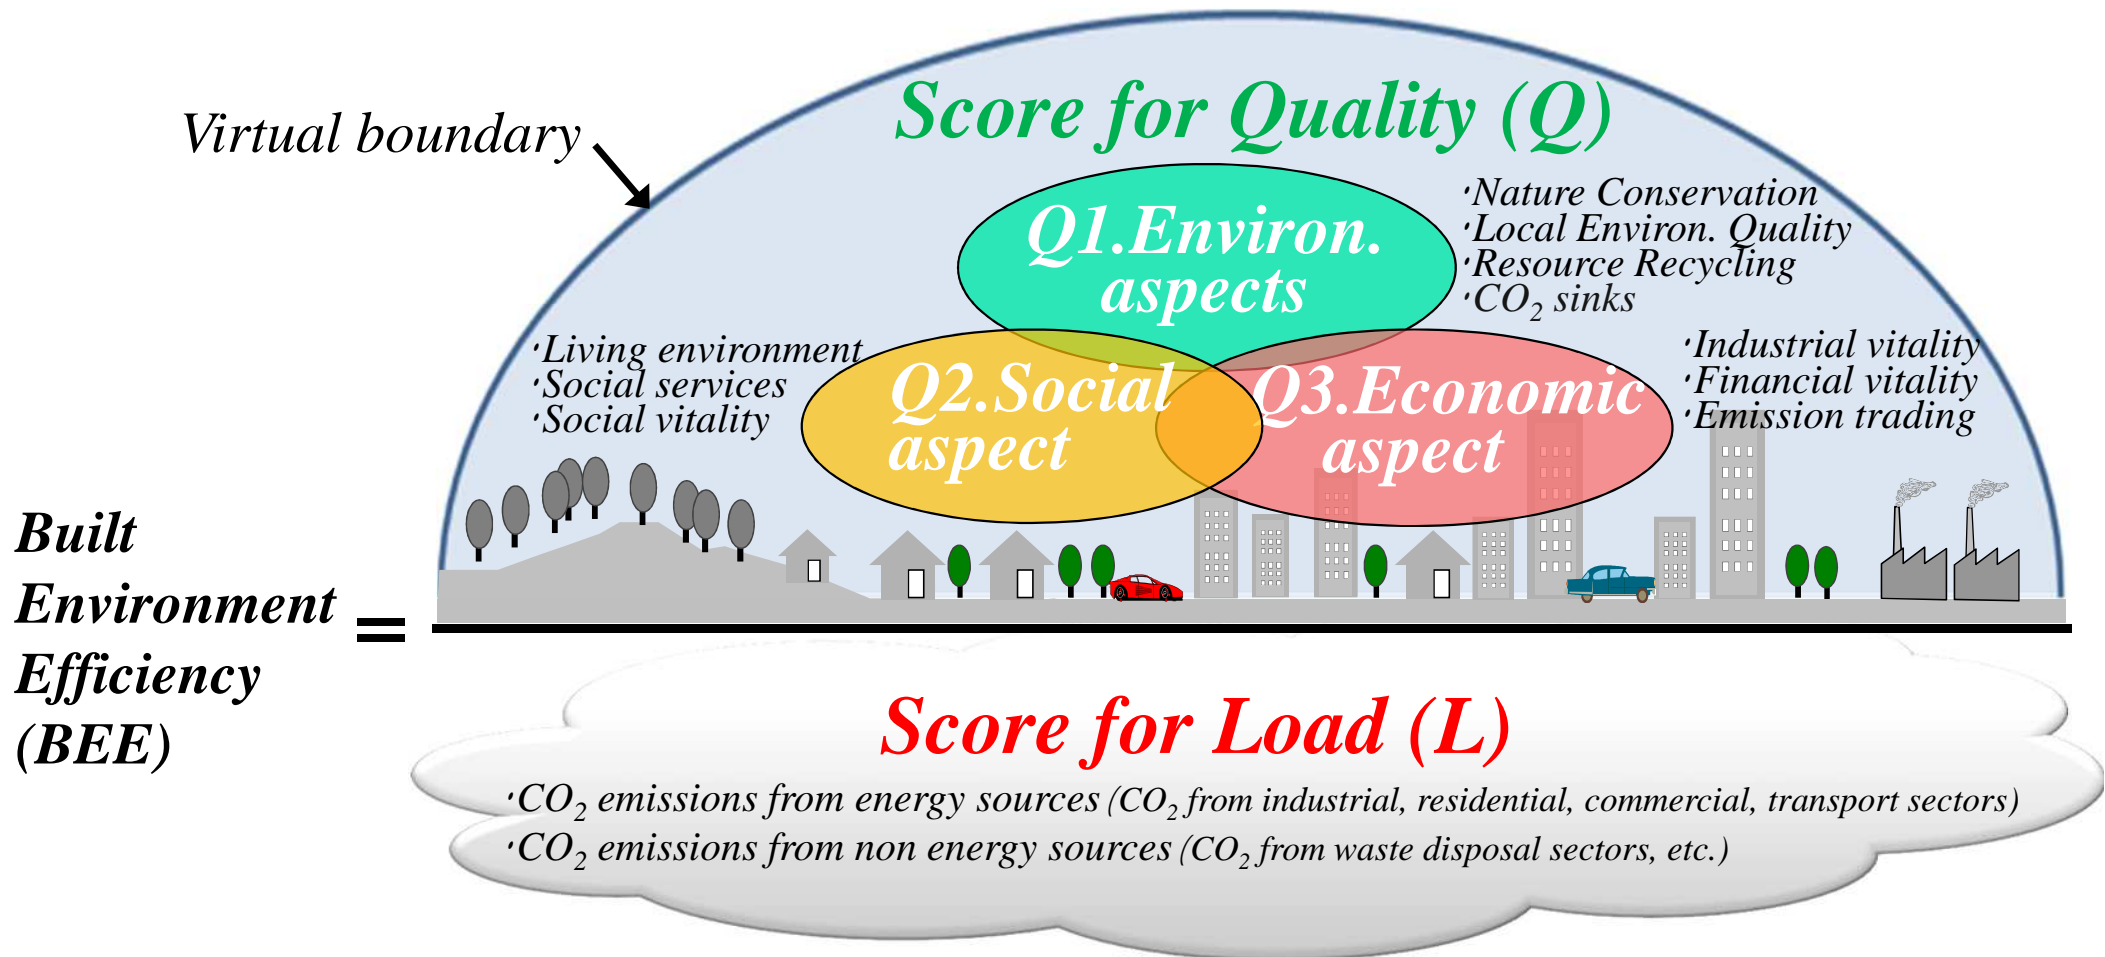 Score for Quality (Q)
Virtual boundary
Q1.Environ.
aspects
·Nature Conservation
·Local Environ. Quality
·Resource Recycling
·CO₂ sinks
·Living environment
·Social services
·Social vitality
Q2.Social
aspect
Q3.Economic
aspect
·Industrial vitality
·Financial vitality
·Emission trading
Built
Environment
Efficiency
(BEE)
=
Score for Load (L)
·CO₂ emissions from energy sources (CO₂ from industrial, residential, commercial, transport sectors)
·CO₂ emissions from non energy sources (CO₂ from waste disposal sectors, etc.)